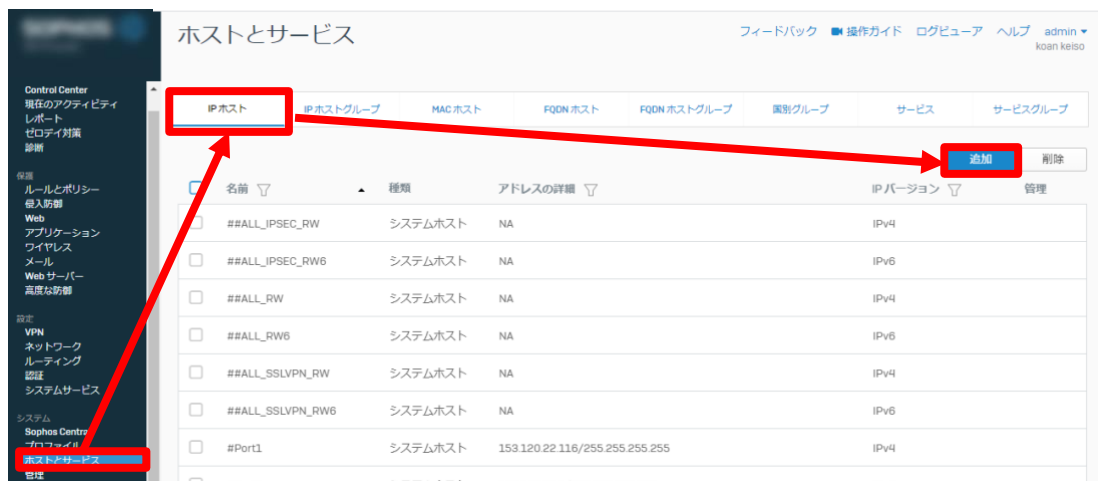 SOPHOS
ホストとサービス
フィードバック 操作ガイド ログビューア ヘルプ admin
koan keiso
Control Center
現在のアクティビティ
レポート
ゼロデイ対策
診断
保護
ルールとポリシー
侵入防御
Web
アプリケーション
ワイヤレス
メール
Web サーバー
高度な防御
設定
VPN
ネットワーク
ルーティング
認証
システムサービス
システム
Sophos Centra
プロファイル
ホストとサービス
管理
IP ホスト IP ホストグループ MAC ホスト FQDN ホスト FQDN ホストグループ 国別グループ サービス サービスグループ
追加 削除
名前 種類 アドレスの詳細 IP バージョン 管理
##ALL_IPSEC_RW システムホスト NA IPv4
##ALL_IPSEC_RW6 システムホスト NA IPv6
##ALL_RW システムホスト NA IPv4
##ALL_RW6 システムホスト NA IPv6
##ALL_SSLVPN_RW システムホスト NA IPv4
##ALL_SSLVPN_RW6 システムホスト NA IPv6
#Port1 システムホスト 153.120.22.116/255.255.255.255 IPv4